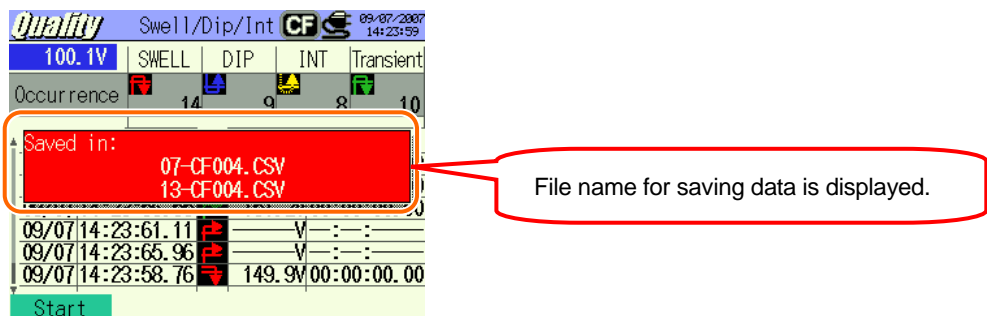 Quality Swell/Dip/Int CF 09/07/2007
14:23:59
100.1V SWELL DIP INT Transient
Occurrence 14 9 8 10
Saved in:
07-CF004.CSV
13-CF004.CSV
File name for saving data is displayed.
09/07 14:23:61.11 ——V—:—:——
09/07 14:23:65.96 ——V—:—:——
09/07 14:23:58.76 149.9V 00:00:00.00
Start